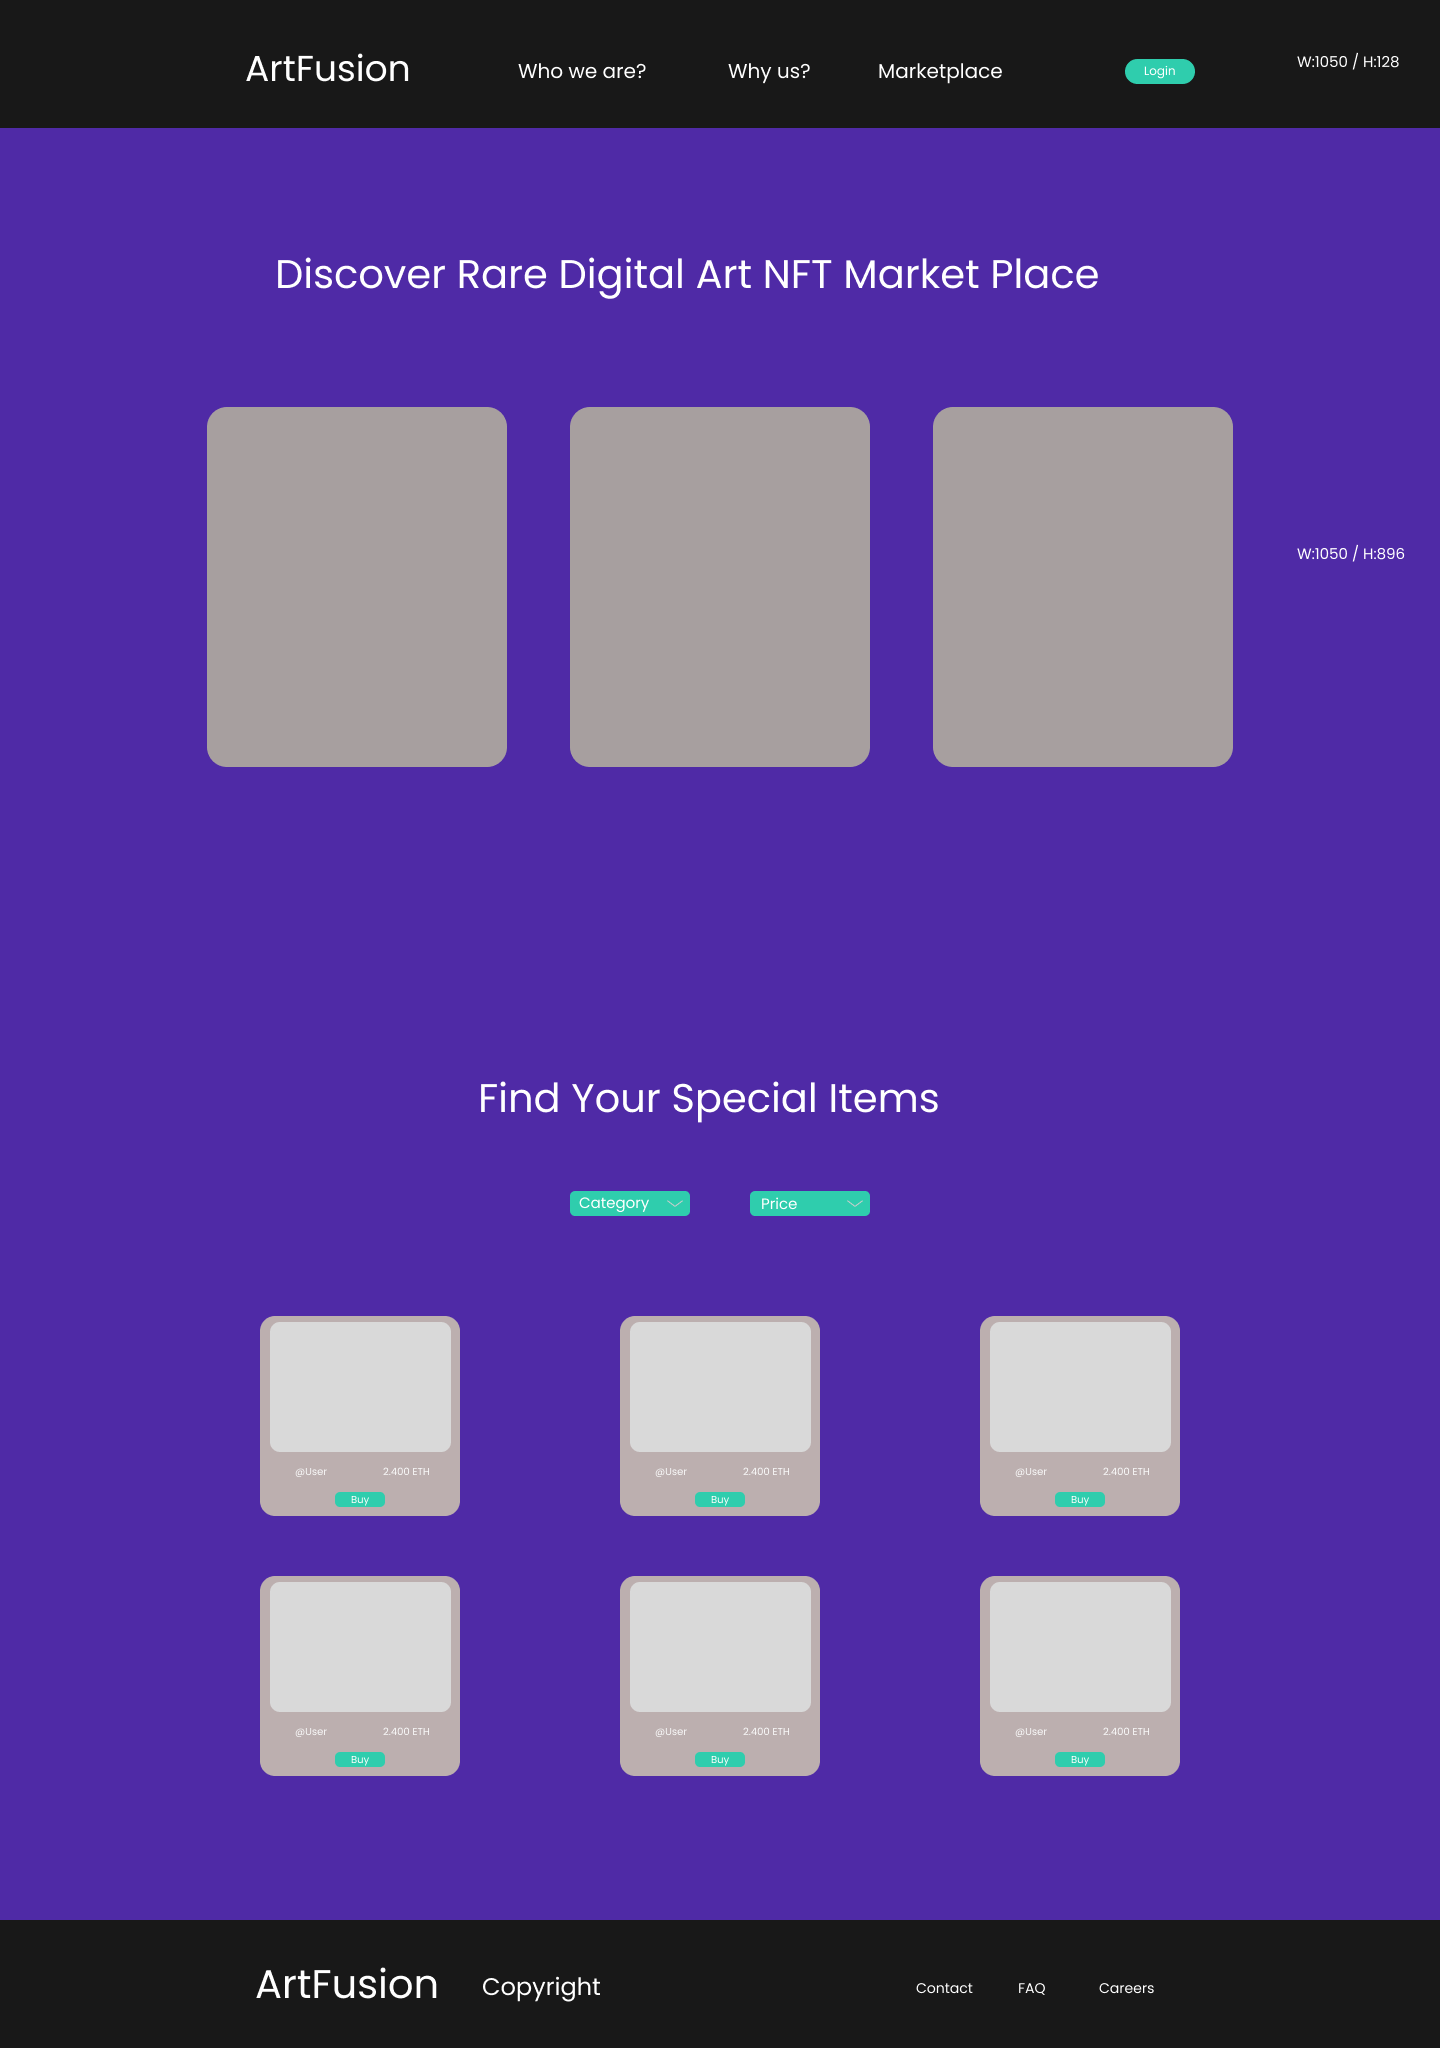 ArtFusion
Who we are?
Why us?
Marketplace
Login
W:1050 / H:128
Discover Rare Digital Art NFT Market Place
W:1050 / H:896
Find Your Special Items
Category
Price
@User
2.400 ETH
Buy
@User
2.400 ETH
Buy
@User
2.400 ETH
Buy
@User
2.400 ETH
Buy
@User
2.400 ETH
Buy
@User
2.400 ETH
Buy
ArtFusion
Copyright
Contact
FAQ
Careers